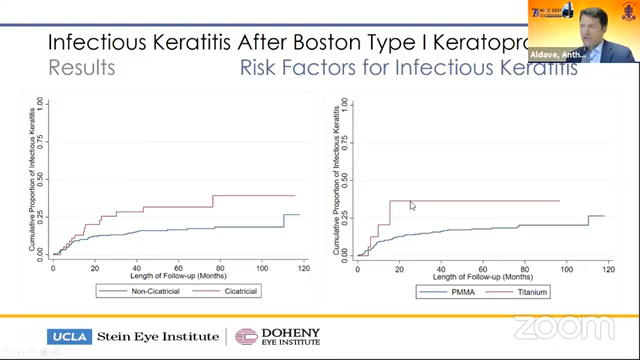 Infectious Keratitis After Boston Type I Keratopro
Results
Risk Factors for Infectious Keratitis
Aldave, Anth...
Cumulative Proportion of Infectious Keratitis
1.00
0.75
0.50
0.25
0.00
0
20
40
60
80
100
120
Length of Follow-up (Months)
Non-Cicatricial
Cicatricial
Cumulative Proportion of Infectious Keratitis
1.00
0.75
0.50
0.25
0.00
0
20
40
60
80
100
120
Length of Follow-up (Months)
PMMA
Titanium
UCLA Stein Eye Institute
DOHENY
EYE INSTITUTE
zoom